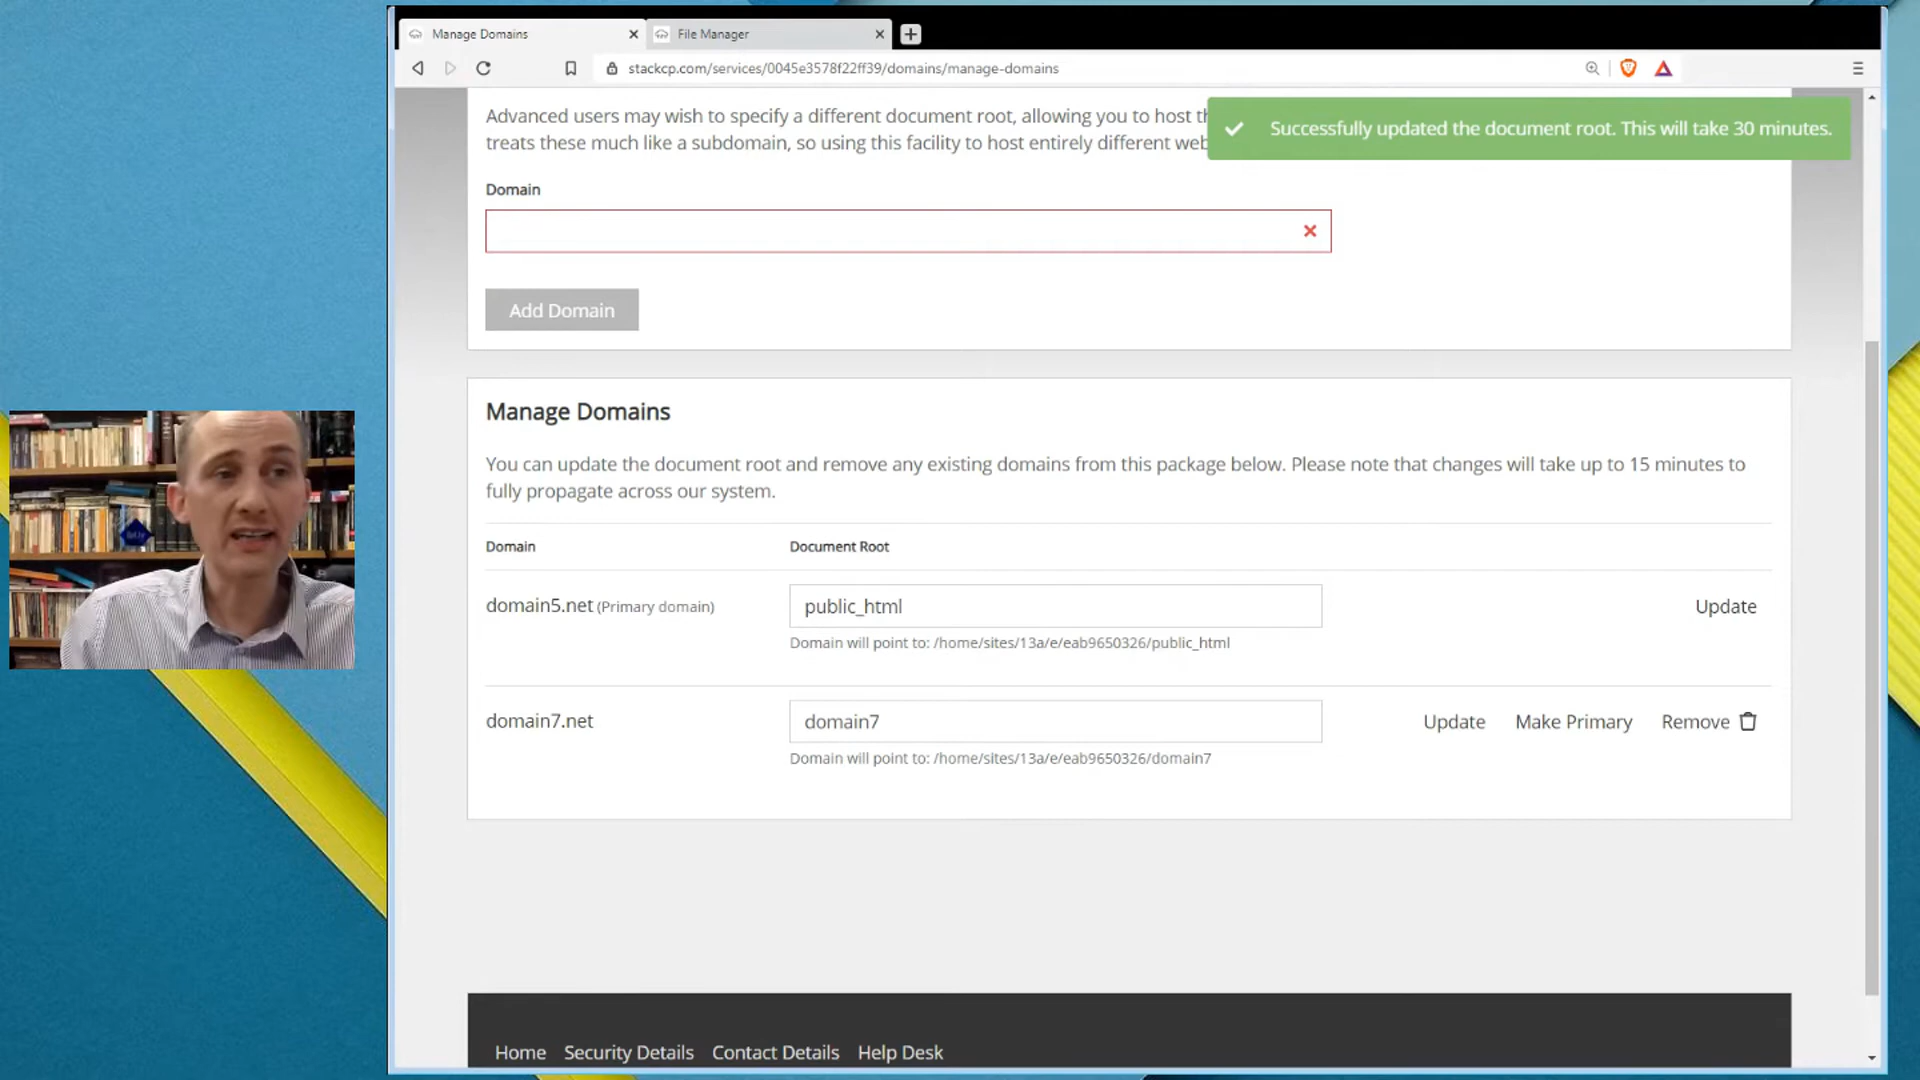 Manage Domains
File Manager
stackcp.com/services/0045e3578f22ff39/domains/manage-domains
Advanced users may wish to specify a different document root, allowing you to host th
treats these much like a subdomain, so using this facility to host entirely different web
Successfully updated the document root. This will take 30 minutes.
Domain
Add Domain
Manage Domains
You can update the document root and remove any existing domains from this package below. Please note that changes will take up to 15 minutes to
fully propagate across our system.
Domain Document Root
domain5.net (Primary domain) public_html Update
Domain will point to: /home/sites/13a/e/eab9650326/public_html
domain7.net domain7 Update Make Primary Remove
Domain will point to: /home/sites/13a/e/eab9650326/domain7
Home Security Details Contact Details Help Desk